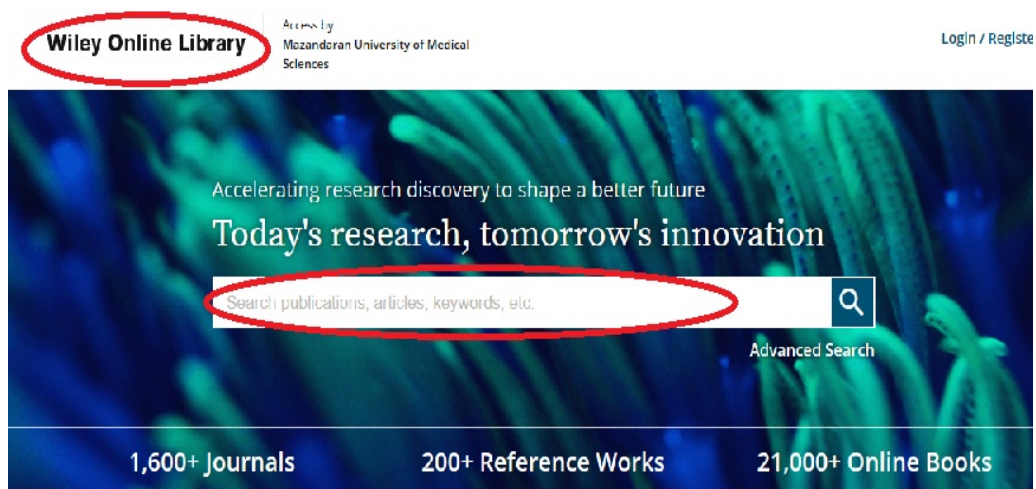 Wiley Online Library
Access by
Mazandaran University of Medical
Sciences
Login / Registe
Accelerating research discovery to shape a better future
Today's research, tomorrow's innovation
Search publications, articles, keywords, etc.
Advanced Search
1,600+ Journals
200+ Reference Works
21,000+ Online Books